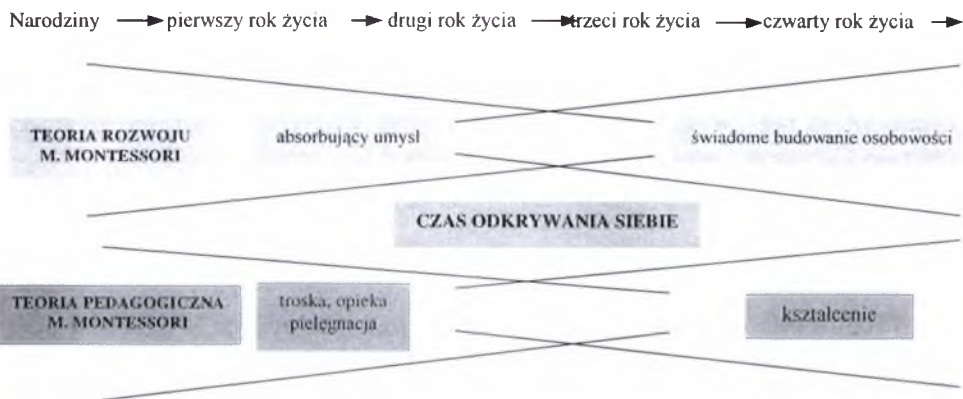 Narodziny → pierwszy rok życia → drugi rok życia → trzeci rok życia → czwarty rok życia →
TEORIA ROZWOJU
M. MONTESSORI
absorbujący umysł
świadome budowanie osobowości
CZAS ODKRYWANIA SIEBIE
TEORIA PEDAGOGICZNA
M. MONTESSORI
troska, opieka
pielęgnacja
kształcenie